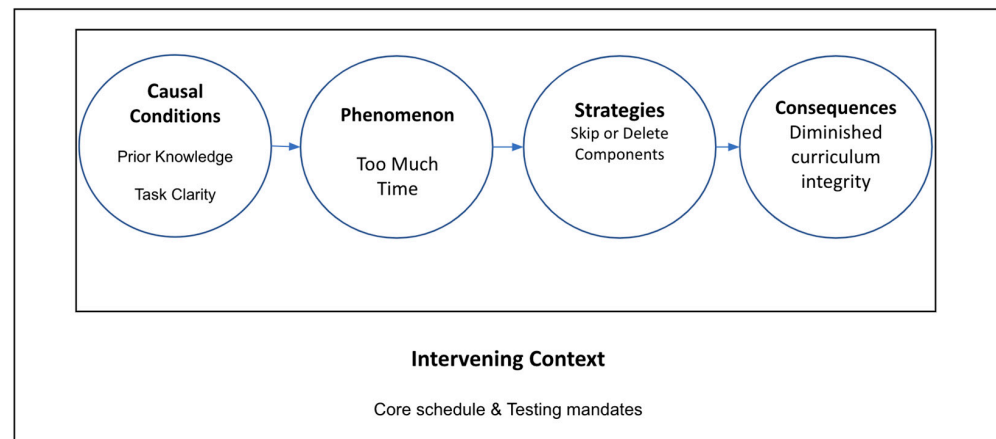 Causal
Conditions
Prior Knowledge
Task Clarity
Phenomenon
Too Much
Time
Strategies
Skip or Delete
Components
Consequences
Diminished
curriculum
integrity
Intervening Context
Core schedule & Testing mandates